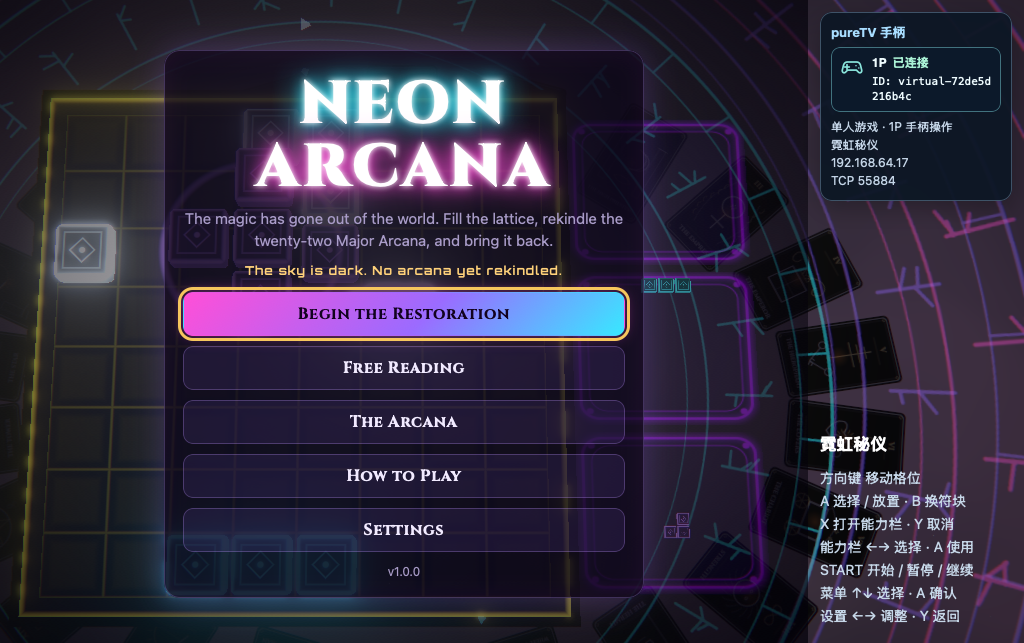 NEON
ARCANA
The magic has gone out of the world. Fill the lattice, rekindle the
twenty-two Major Arcana, and bring it back.
The sky is dark. No arcana yet rekindled.
Begin the Restoration
Free Reading
The Arcana
How to Play
Settings
v1.0.0
pureTV 手柄
1P 已连接
ID: virtual-72de5d
216b4c
单人游戏 · 1P 手柄操作
霓虹秘仪
192.168.64.17
TCP 55884
霓虹秘仪
方向键 移动格位
A 选择 / 放置 · B 换符块
X 打开能力栏 · Y 取消
能力栏 ←→ 选择 · A 使用
START 开始 / 暂停 / 继续
菜单 ↑↓ 选择 · A 确认
设置 ←→ 调整 · Y 返回